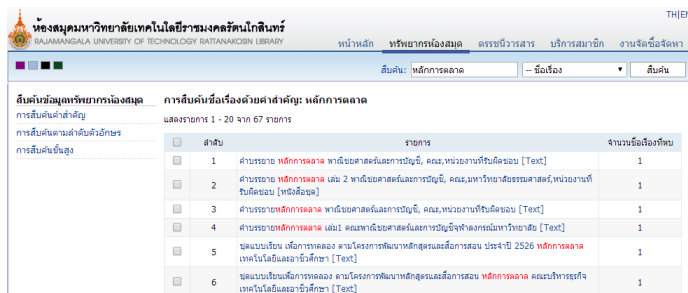 TH|EN
ห้องสมุดมหาวิทยาลัยเทคโนโลยีราชมงคลรัตนโกสินทร์
RAJAMANGALA UNIVERSITY OF TECHNOLOGY RATTANAKOSIN LIBRARY
หน้าหลัก ทรัพยากรห้องสมุด ดรรชนีวารสาร บริการสมาชิก งานจัดซื้อจัดหา
สืบค้น: หลักการตลาด -- ชื่อเรื่อง สืบค้น
สืบค้นข้อมูลทรัพยากรห้องสมุด
การสืบค้นคำสำคัญ
การสืบค้นตามลำดับตัวอักษร
การสืบค้นขั้นสูง
การสืบค้นชื่อเรื่องด้วยคำสำคัญ: หลักการตลาด
แสดงรายการ 1 - 20 จาก 67 รายการ
ลำดับ รายการ จำนวนชื่อเรื่องที่พบ
1 คำบรรยาย หลักการตลาด พาณิชยศาสตร์และการบัญชี, คณะ,หน่วยงานที่รับผิดชอบ [Text] 1
2 คำบรรยาย หลักการตลาด เล่ม 2 พาณิชยศาสตร์และการบัญชี, คณะ,มหาวิทยาลัยธรรมศาสตร์,หน่วยงานที่
รับผิดชอบ [หนังสือชุด] 1
3 คำบรรยายหลักการตลาด พาณิชยศาสตร์และการบัญชี, คณะ,หน่วยงานที่รับผิดชอบ [Text] 1
4 คำบรรยายหลักการตลาด เล่ม1 คณะพาณิชยศาสตร์และการบัญชีจุฬาลงกรณ์มหาวิทยาลัย [Text] 1
5 ชุดแบบเรียน เพื่อการทดลอง ตามโครงการพัฒนาหลักสูตรและสื่อการสอน ประจำปี 2526 หลักการตลาด
เทคโนโลยีและอาชีวศึกษา [Text] 1
6 ชุดแบบเรียนเพื่อการทดลอง ตามโครงการพัฒนาหลักสูตรและสื่อการสอน หลักการตลาด คณะบริหารธุรกิจ
เทคโนโลยีและอาชีวศึกษา [Text] 1